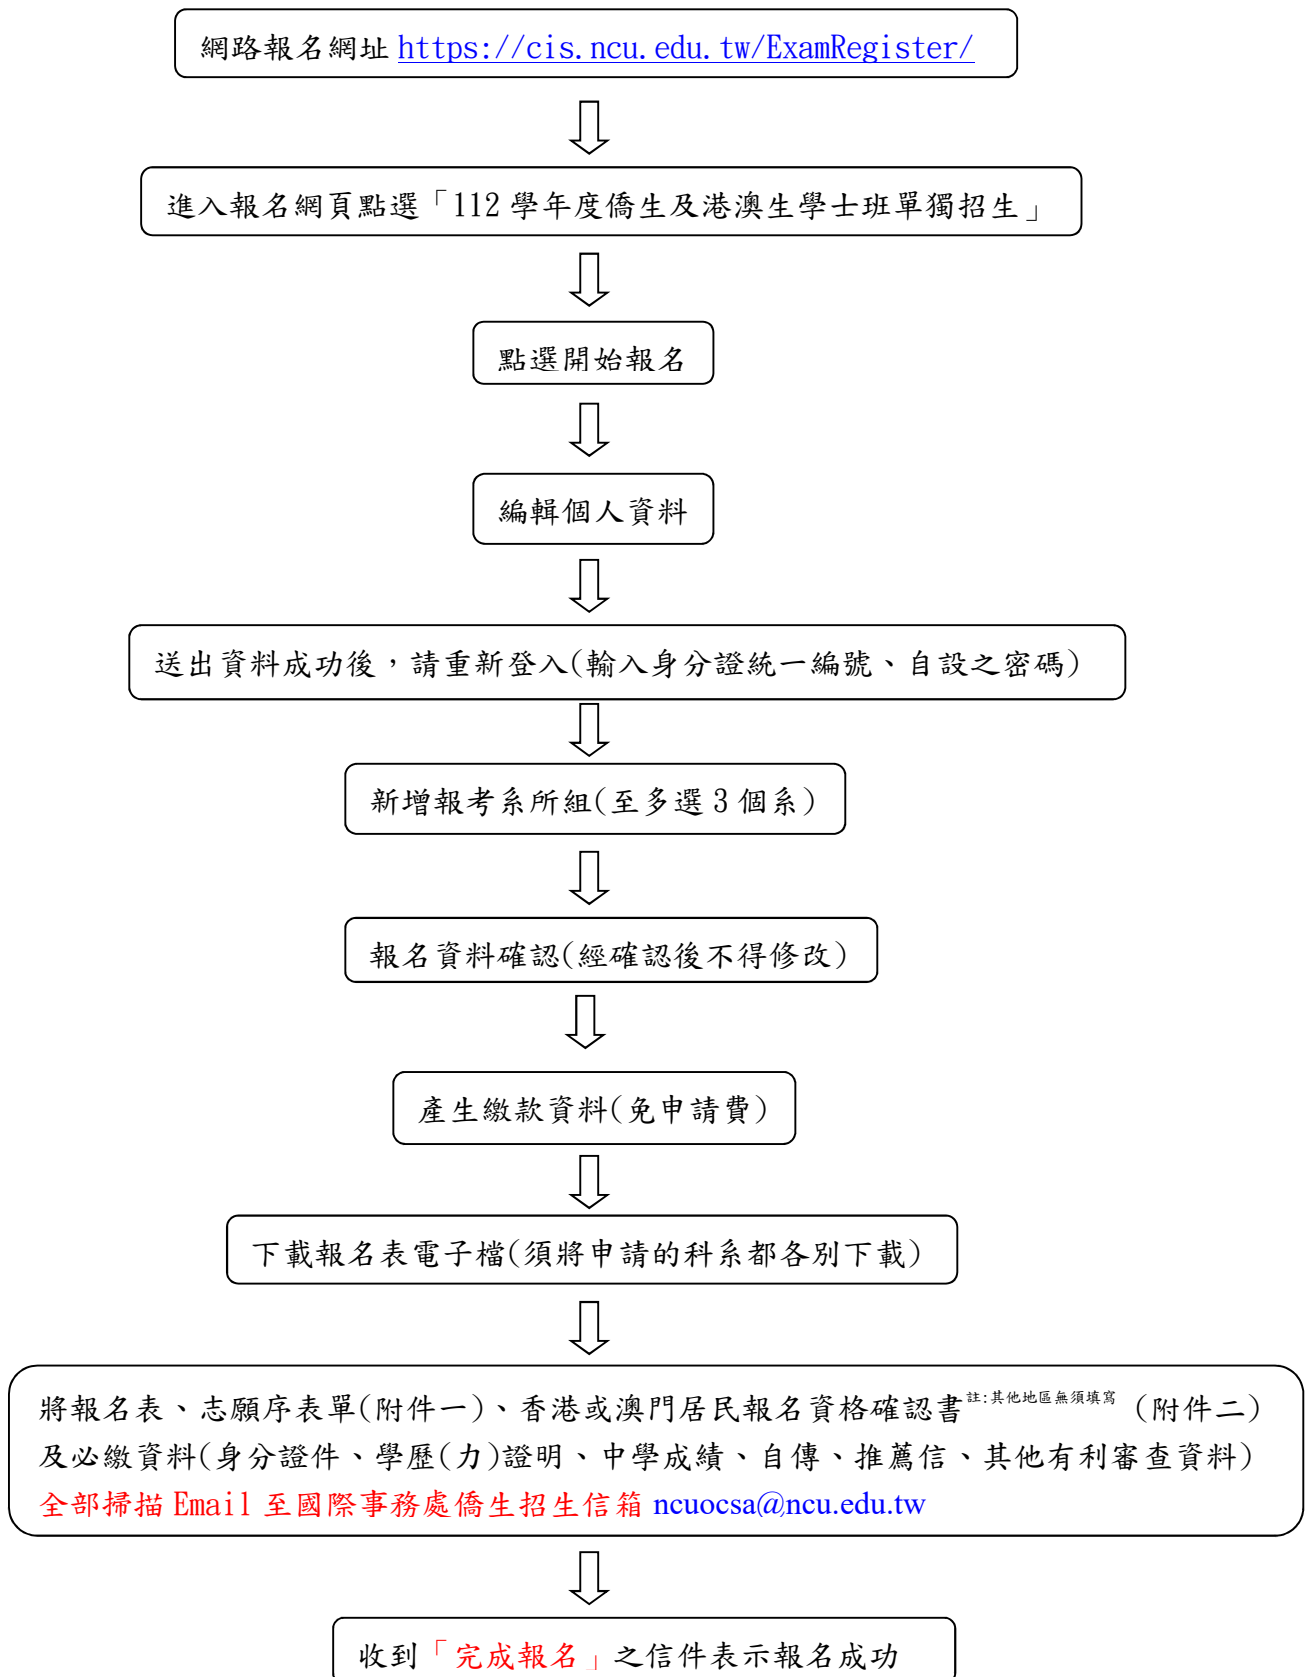 網路報名網址 https://cis.ncu.edu.tw/ExamRegister/
進入報名網頁點選「112 學年度僑生及港澳生學士班單獨招生」
點選開始報名
編輯個人資料
送出資料成功後，請重新登入(輸入身分證統一編號、自設之密碼)
新增報考系所組(至多選 3 個系)
報名資料確認(經確認後不得修改)
產生繳款資料(免申請費)
下載報名表電子檔(須將申請的科系都各別下載)
將報名表、志願序表單(附件一)、香港或澳門居民報名資格確認書註:其他地區無須填寫 (附件二)
及必繳資料(身分證件、學歷(力)證明、中學成績、自傳、推薦信、其他有利審查資料)
全部掃描 Email 至國際事務處僑生招生信箱 ncuocsa@ncu.edu.tw
收到「完成報名」之信件表示報名成功